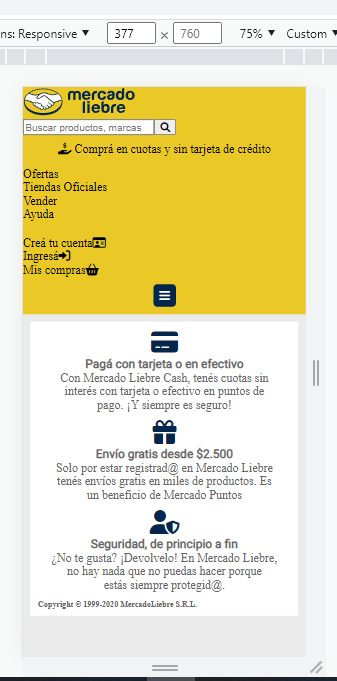 ns: Responsive ▼ 377 × 760 75% ▼ Custom
mercado
liebre
Buscar productos, marcas
Comprá en cuotas y sin tarjeta de crédito
Ofertas
Tiendas Oficiales
Vender
Ayuda
Creá tu cuenta
Ingresá
Mis compras
Pagá con tarjeta o en efectivo
Con Mercado Liebre Cash, tenés cuotas sin
interés con tarjeta o efectivo en puntos de
pago. ¡Y siempre es seguro!
Envío gratis desde $2.500
Solo por estar registrad@ en Mercado Liebre
tenés envíos gratis en miles de productos. Es
un beneficio de Mercado Puntos
Seguridad, de principio a fin
¿No te gusta? ¡Devolvelo! En Mercado Liebre,
no hay nada que no puedas hacer porque
estás siempre protegid@.
Copyright © 1999-2020 MercadoLiebre S.R.L.